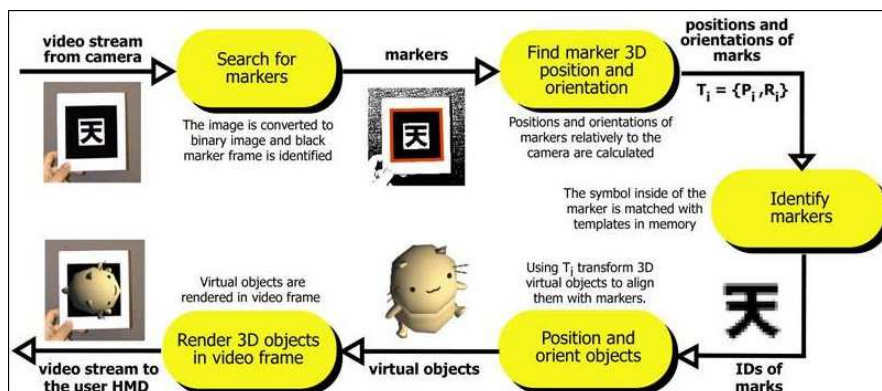 video stream
from camera
Search for
markers
The image is converted to
binary image and black
marker frame is identified
天
markers
天
Find marker 3D
position and
orientation
Positions and orientations of
markers relatively to the
camera are calculated
positions
and orientations of
marks
Ti = {Pi ,Ri}
Identify
markers
The symbol inside of the
marker is matched with
templates in memory
天
IDs of
marks
Position and
orient objects
Using Ti transform 3D
virtual objects to align
them with markers.
virtual objects
Render 3D objects
in video frame
Virtual objects are
rendered in video frame
video stream to
the user HMD